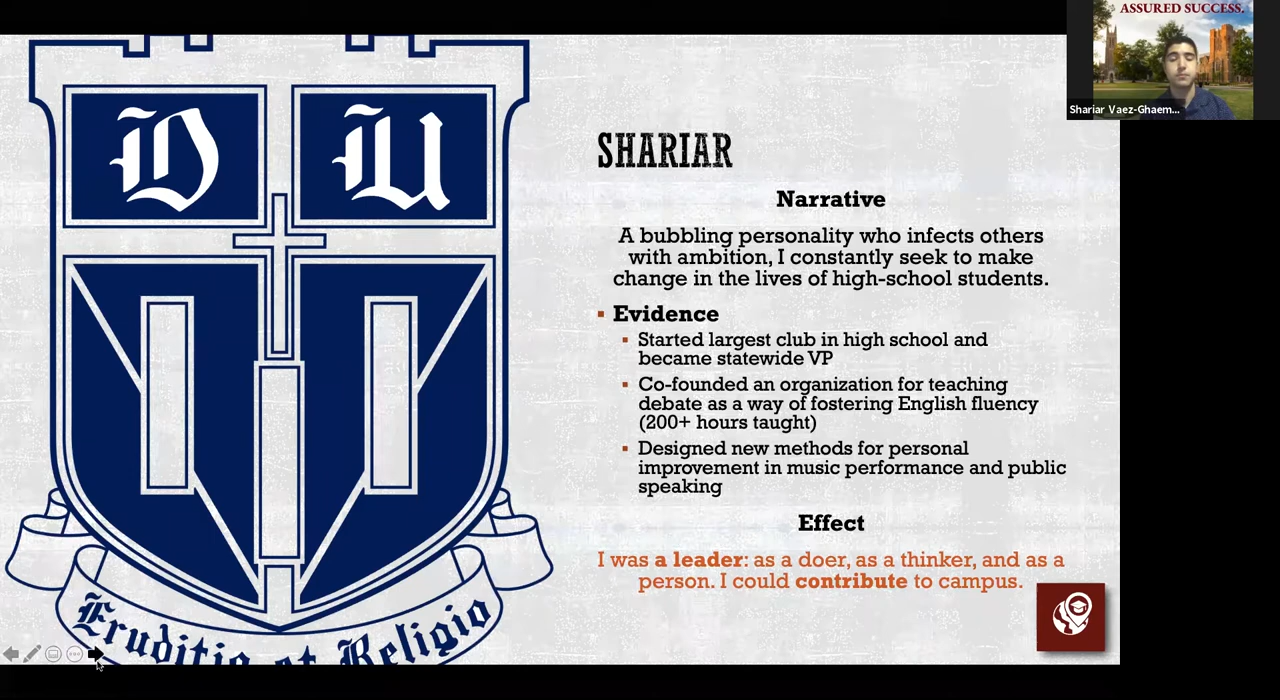 ASSURED SUCCESS.
Shariar Vaez-Ghaem...
D U
SHARIAR
Narrative
A bubbling personality who infects others
with ambition, I constantly seek to make
change in the lives of high-school students.
▪ Evidence
▪ Started largest club in high school and
became statewide VP
▪ Co-founded an organization for teaching
debate as a way of fostering English fluency
(200+ hours taught)
▪ Designed new methods for personal
improvement in music performance and public
speaking
Effect
I was a leader: as a doer, as a thinker, and as a
person. I could contribute to campus.
Eruditio et Religio